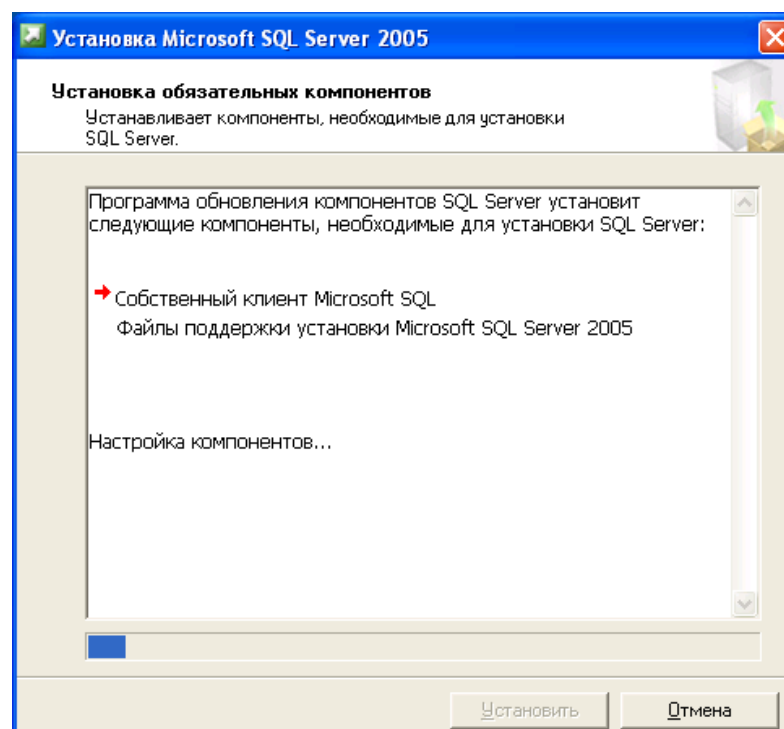 Установка Microsoft SQL Server 2005
Установка обязательных компонентов
Устанавливает компоненты, необходимые для установки
SQL Server.
Программа обновления компонентов SQL Server установит
следующие компоненты, необходимые для установки SQL Server:
Собственный клиент Microsoft SQL
Файлы поддержки установки Microsoft SQL Server 2005
Настройка компонентов...
Установить
Отмена